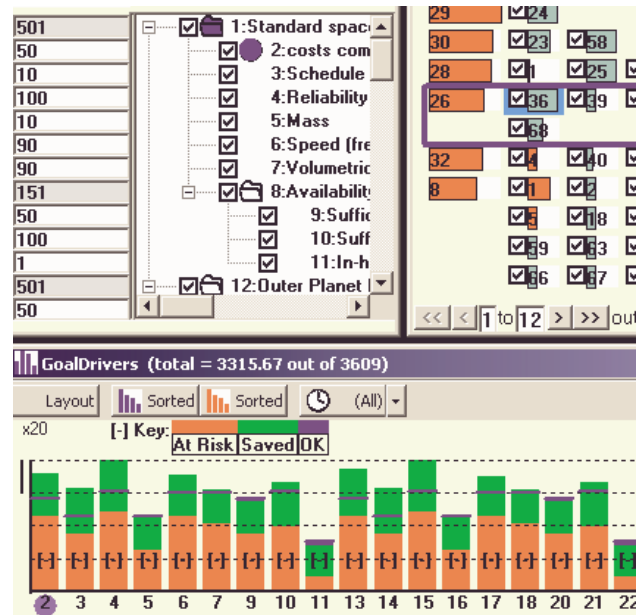 501
50
10
100
10
90
90
151
50
100
1
501
50
1:Standard spac
2:costs com
3:Schedule
4:Reliability
5:Mass
6:Speed (fre
7:Volumetric
8:Availability
9:Suffic
10:Suff
11:In-h
12:Outer Planet
29 24
30 23 58
28 1 25
26 36 39
68
32 4 40
8 1 2
5 18
59 63
66 67
<< < 1 to 12 > >> out
GoalDrivers (total = 3315.67 out of 3609)
Layout Sorted Sorted (All)
x20 [-] Key: At Risk Saved OK
[-] [-] [-] [-] [-] [-] [-] [-] [-] [-] [-] [-] [-] [-] [-] [-] [-] [-]
2 3 4 5 6 7 9 10 11 13 14 15 16 17 18 20 21 22